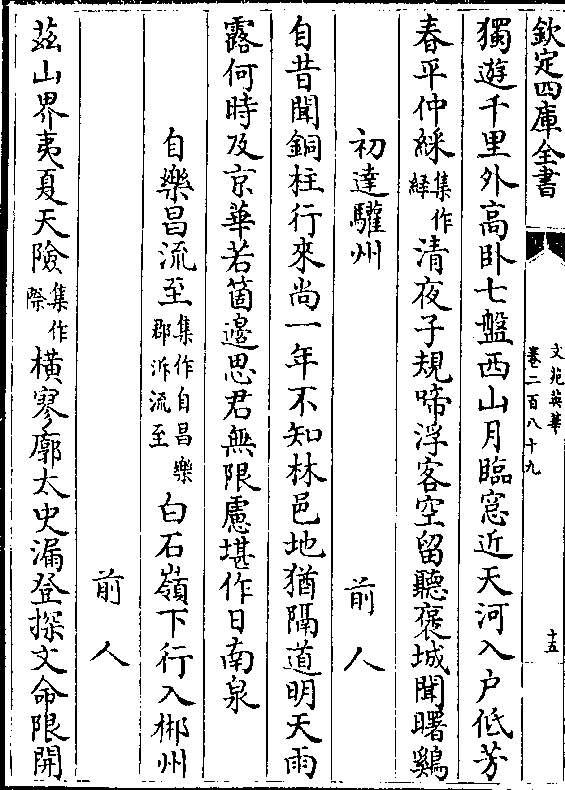 欽定四庫全書
文苑英華
卷二百八十九
十五
獨遊千里外高卧七盤西山月臨窓近天河入户低芳
春平仲綵集作緑清夜子規啼浮客空留聽褒城聞曙鷄
初達驩州
前人
自昔聞銅柱行來尚一年不知林邑地猶隔道明天雨
露何時及京華若箇邊思君無限慮堪作日南泉
自樂昌流至集作自昌樂郡泝流至白石嶺下行入郴州
前人
兹山界夷夏天險集作際橫寥廓太史漏登探文命限開